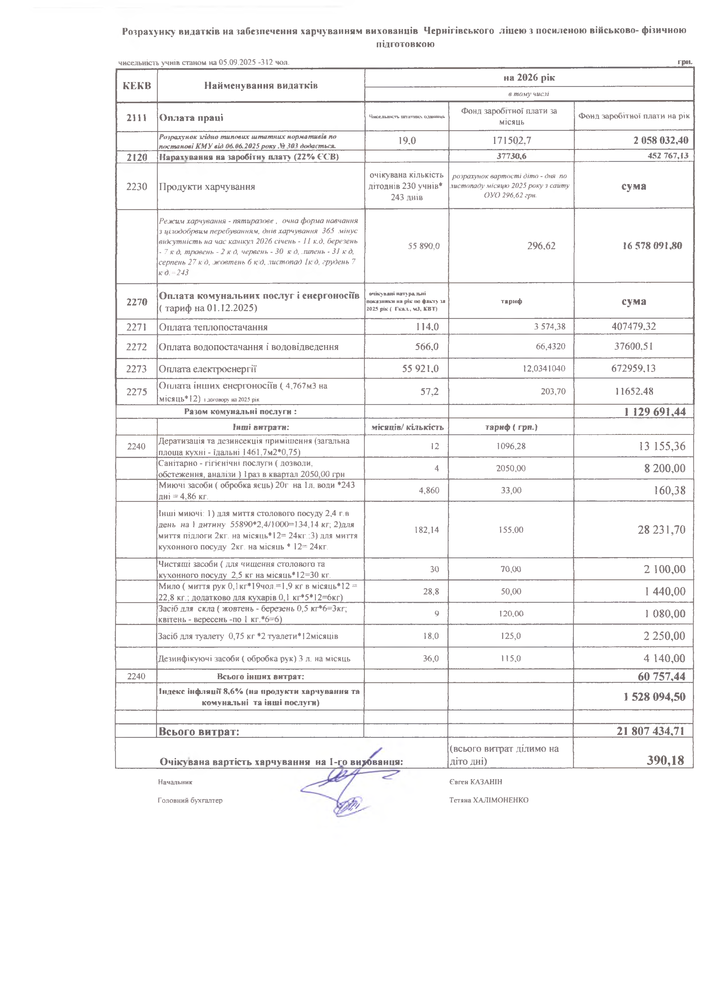 Розрахунку видатків на забезпечення харчуванням вихованців Чернігівського ліцею з посиленою військово- фізичною
підготовкою
чисельність учнів станом на 05.09.2025 -312 чол.
грн.
КЕКВ
Найменування видатків
на 2026 рік
в тому числі
2111
Оплата праці
Чисельність штатних одиниць
Фонд заробітної плати за
місяць
Фонд заробітної плати на рік
Розрахунок згідно типових штатних нормативів по
постанові КМУ від 06.06.2025 року № 303 додається.
19,0
171502,7
2 058 032,40
2120
Нарахування на заробітну плату (22% ЄСВ)
37730,6
452 767,13
2230
Продукти харчування
очікувана кількість
дітоднів 230 учнів*
243 днів
розрахунок вартості діто - дня по
листопаду місяцю 2025 року з сайту
ОУО 296,62 грн.
сума
Режим харчування - пятиразове , очна форма навчання
з цілодобрвим перебуванням, днів харчування 365 мінус
відсутність на час канікул 2026 січень - 11 к.д, березень
- 7 к д, травень - 2 к д, червень - 30 к д, липень - 31 к д,
серпень 27 к д, жовтень 6 к д, листопад 1к д, грудень 7
к д. =243
55 890,0
296,62
16 578 091,80
2270
Оплата комунальних послуг і енергоносіїв
( тариф на 01.12.2025)
очікувані натуральні
показники на рік по факту за
2025 рік ( Гкал., м3, КВТ)
тариф
сума
2271
Оплата теплопостачання
114,0
3 574,38
407479,32
2272
Оплата водопостачання і водовідведення
566,0
66,4320
37600,51
2273
Оплата електроенергії
55 921,0
12,0341040
672959,13
2275
Оплата інших енергоносіїв ( 4,767м3 на
місяць*12) з договору на 2025 рік
57,2
203,70
11652,48
Разом комунальні послуги :
1 129 691,44
Інші витрати:
місяців/ кількість
тариф ( грн.)
2240
Дератизація та дезинсекція приміщення (загальна
площа кухні - їдальні 1461,7м2*0,75)
12
1096,28
13 155,36
Санітарно - гігієнічні послуги ( дозволи,
обстеження, аналізи ) 1раз в квартал 2050,00 грн
4
2050,00
8 200,00
Миючі засоби ( обробка яєць) 20г на 1л. води *243
дні = 4,86 кг.
4,860
33,00
160,38
Інші миючі: 1) для миття столового посуду 2,4 г.в
день на 1 дитину 55890*2,4/1000=134,14 кг; 2)для
миття підлоги 2кг. на місяць*12= 24кг.;3) для миття
кухонного посуду 2кг. на місяць * 12= 24кг.
182,14
155,00
28 231,70
Чистящі засоби ( для чищення столового та
кухонного посуду 2,5 кг на місяць*12=30 кг.
30
70,00
2 100,00
Мило ( миття рук 0,1кг*19чол.=1,9 кг в місяць*12 =
22,8 кг.; додатково для кухарів 0,1 кг*5*12=6кг)
28,8
50,00
1 440,00
Засіб для скла ( жовтень - березень 0,5 кг*6=3кг;
квітень - вересень -по 1 кг.*6=6)
9
120,00
1 080,00
Засіб для туалету 0,75 кг *2 туалети*12місяців
18,0
125,0
2 250,00
Дезинфікуючі засоби ( обробка рук) 3 л. на місяць
36,0
115,0
4 140,00
2240
Всього інших витрат:
60 757,44
Індекс інфляції 8,6% (на продукти харчування та
комунальні та інші послуги)
1 528 094,50
Всього витрат:
21 807 434,71
Очікувана вартість харчування на 1-го вихованця:
(всього витрат ділимо на
діто дні)
390,18
Начальник
Євген КАЗАНІН
Головний бухгалтер
Тетяна ХАЛІМОНЕНКО